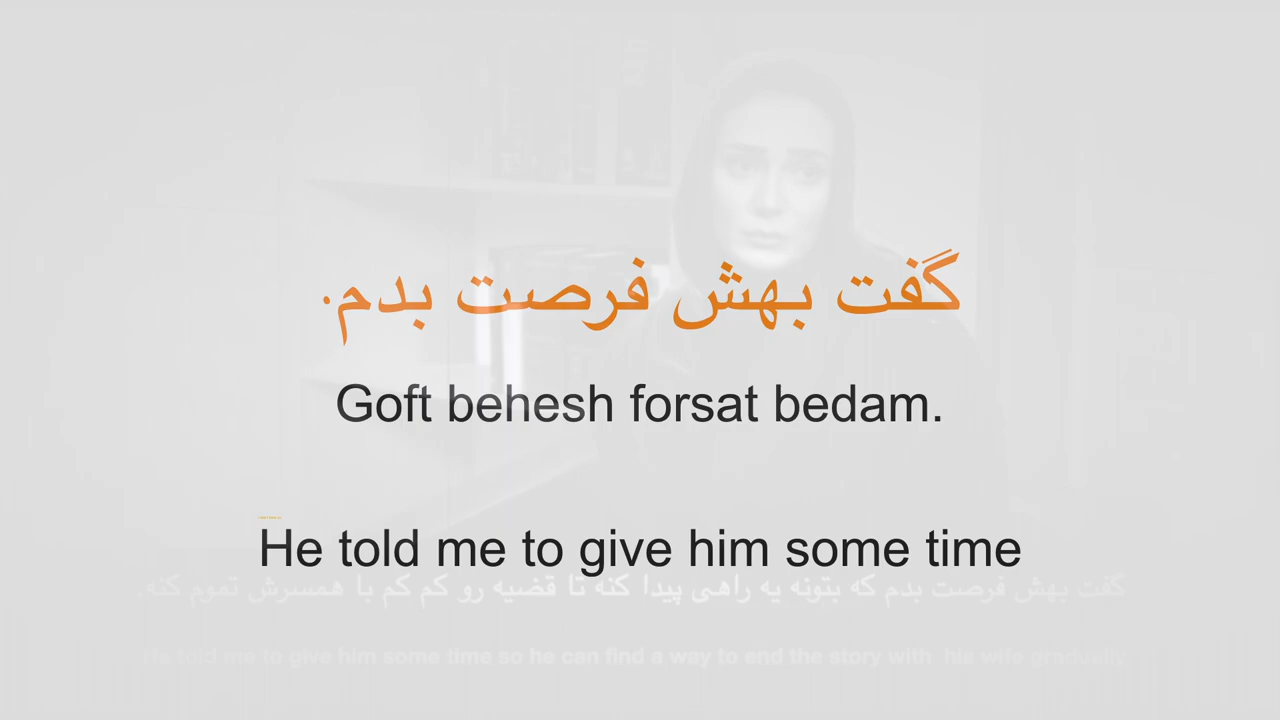 گفت بهش فرصت بدم.
Goft behesh forsat bedam.
He told me to give him some time
گفت بهش فرصت بدم که بتونه یه راهی پیدا کنه تا قضیه رو کم کم با همسرش تموم کنه.
He told me to give him some time so he can find a way to end the story with his wife gradually